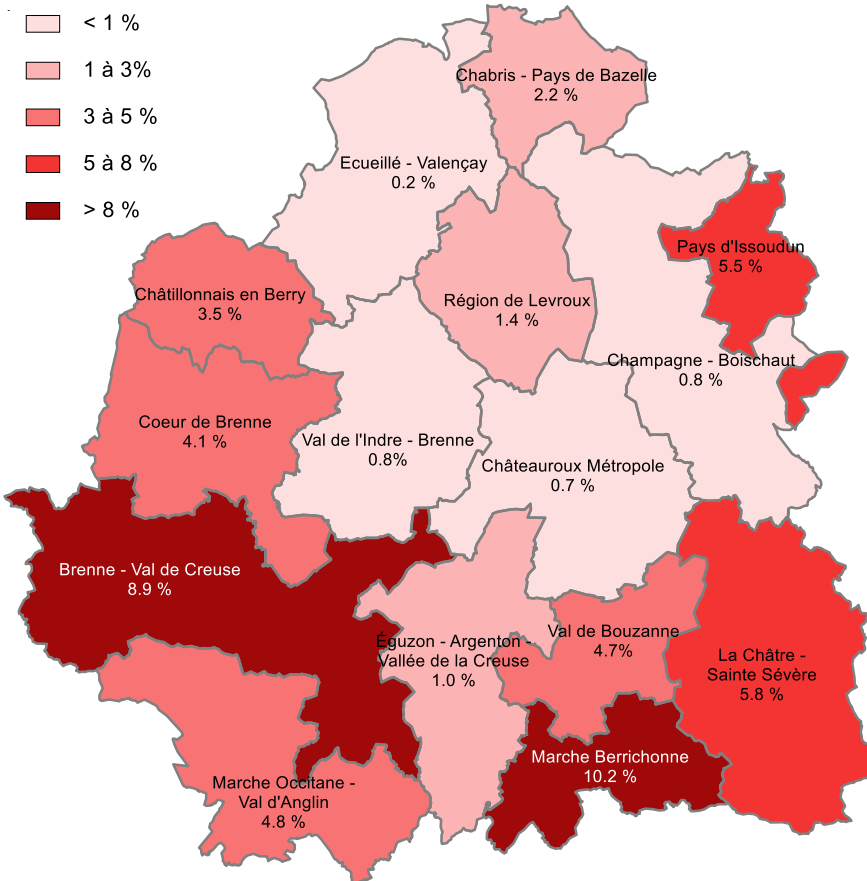 < 1 %
1 à 3%
3 à 5 %
5 à 8 %
> 8 %
Chabris - Pays de Bazelle
2.2 %
Ecueillé - Valençay
0.2 %
Pays d'Issoudun
5.5 %
Châtillonnais en Berry
3.5 %
Région de Levroux
1.4 %
Champagne - Boischaut
0.8 %
Coeur de Brenne
4.1 %
Val de l'Indre - Brenne
0.8%
Châteauroux Métropole
0.7 %
Brenne - Val de Creuse
8.9 %
Éguzon - Argenton -
Vallée de la Creuse
1.0 %
Val de Bouzanne
4.7%
La Châtre -
Sainte Sévère
5.8 %
Marche Berrichonne
10.2 %
Marche Occitane -
Val d'Anglin
4.8 %